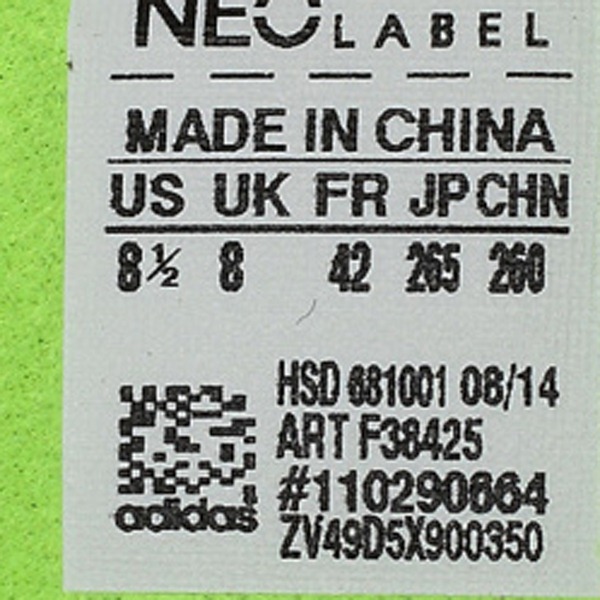 NEO LABEL
MADE IN CHINA
US UK FR JP CHN
8½ 8 42 265 260
HSD 681001 08/14
ART F38425
#110290664
adidas ZV49D5X900350